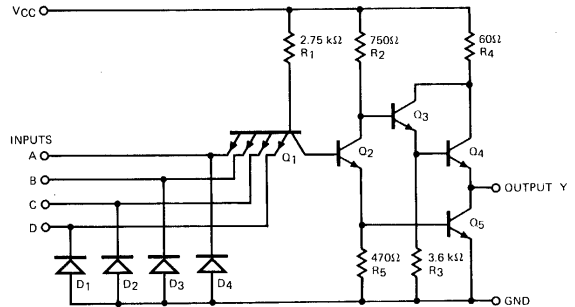 VCC
2.75 kΩ
R1
750Ω
R2
60Ω
R4
Q3
INPUTS
A
Q1
Q2
Q4
B
OUTPUT Y
C
D
Q5
470Ω
R5
3.6 kΩ
R3
D1
D2
D3
D4
GND